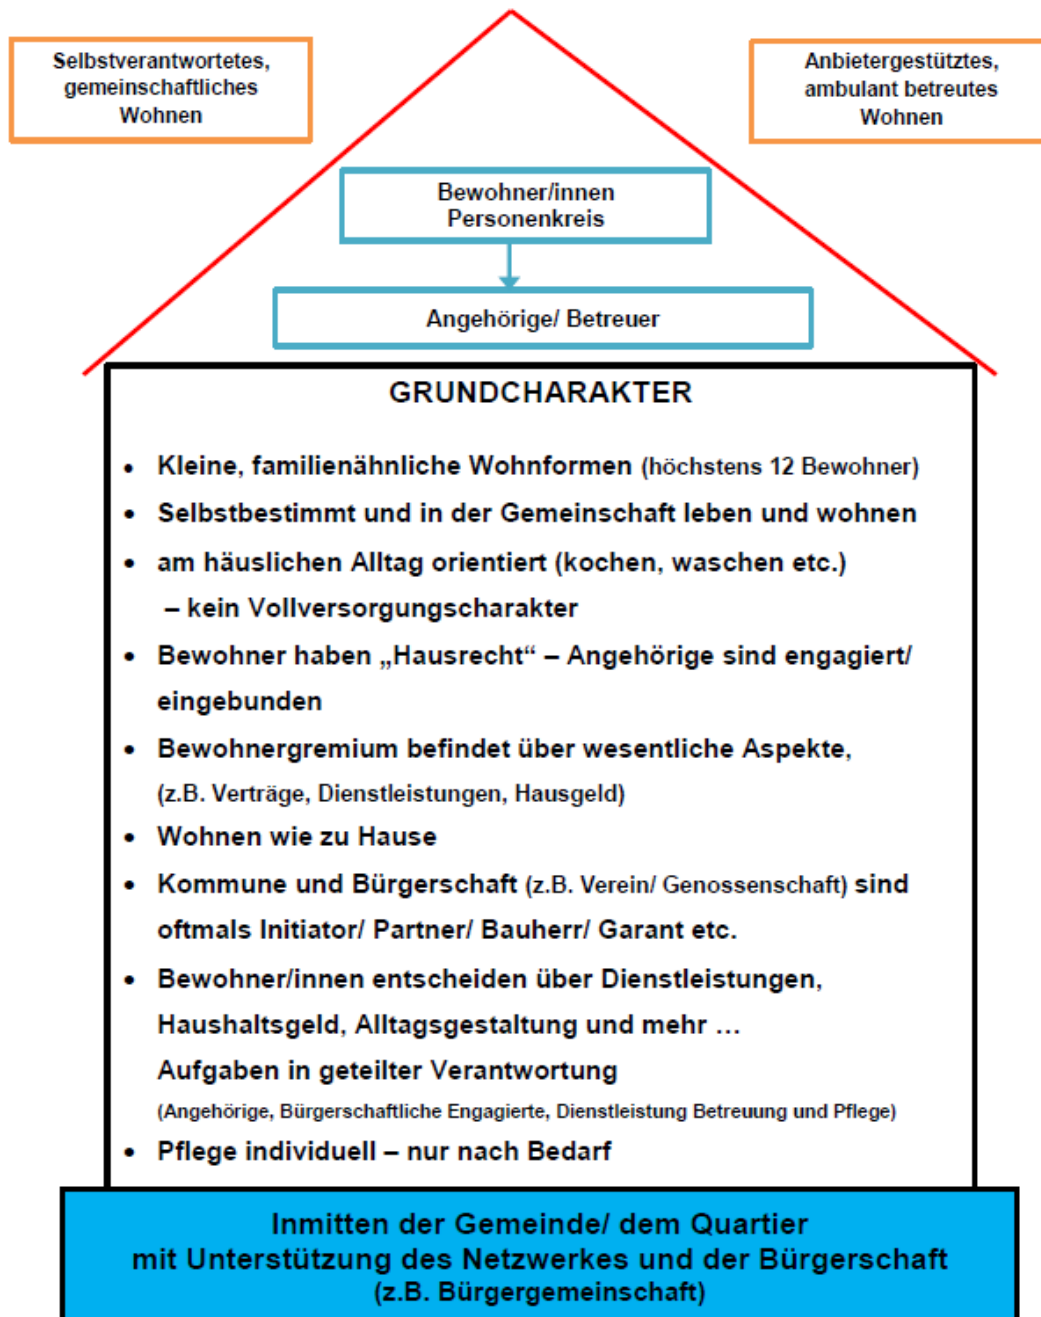 Selbstverantwortetes,
gemeinschaftliches
Wohnen
Anbietergestütztes,
ambulant betreutes
Wohnen
Bewohner/innen
Personenkreis
Angehörige/ Betreuer
GRUNDCHARAKTER
• Kleine, familienähnliche Wohnformen (höchstens 12 Bewohner)
• Selbstbestimmt und in der Gemeinschaft leben und wohnen
• am häuslichen Alltag orientiert (kochen, waschen etc.)
– kein Vollversorgungscharakter
• Bewohner haben „Hausrecht“ – Angehörige sind engagiert/
eingebunden
• Bewohnergremium befindet über wesentliche Aspekte,
(z.B. Verträge, Dienstleistungen, Hausgeld)
• Wohnen wie zu Hause
• Kommune und Bürgerschaft (z.B. Verein/ Genossenschaft) sind
oftmals Initiator/ Partner/ Bauherr/ Garant etc.
• Bewohner/innen entscheiden über Dienstleistungen,
Haushaltsgeld, Alltagsgestaltung und mehr …
Aufgaben in geteilter Verantwortung
(Angehörige, Bürgerschaftliche Engagierte, Dienstleistung Betreuung und Pflege)
• Pflege individuell – nur nach Bedarf
Inmitten der Gemeinde/ dem Quartier
mit Unterstützung des Netzwerkes und der Bürgerschaft
(z.B. Bürgergemeinschaft)